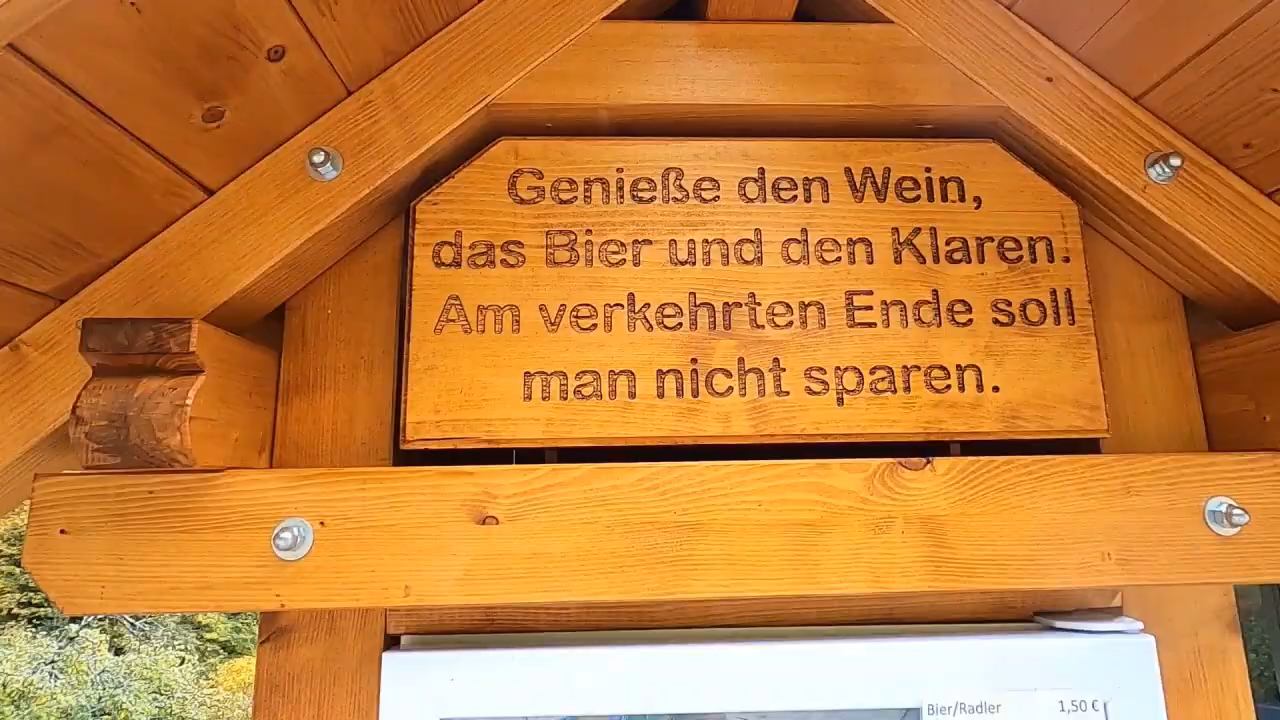 Genieße den Wein,
das Bier und den Klaren.
Am verkehrten Ende soll
man nicht sparen.
Bier/Radler 1,50 €